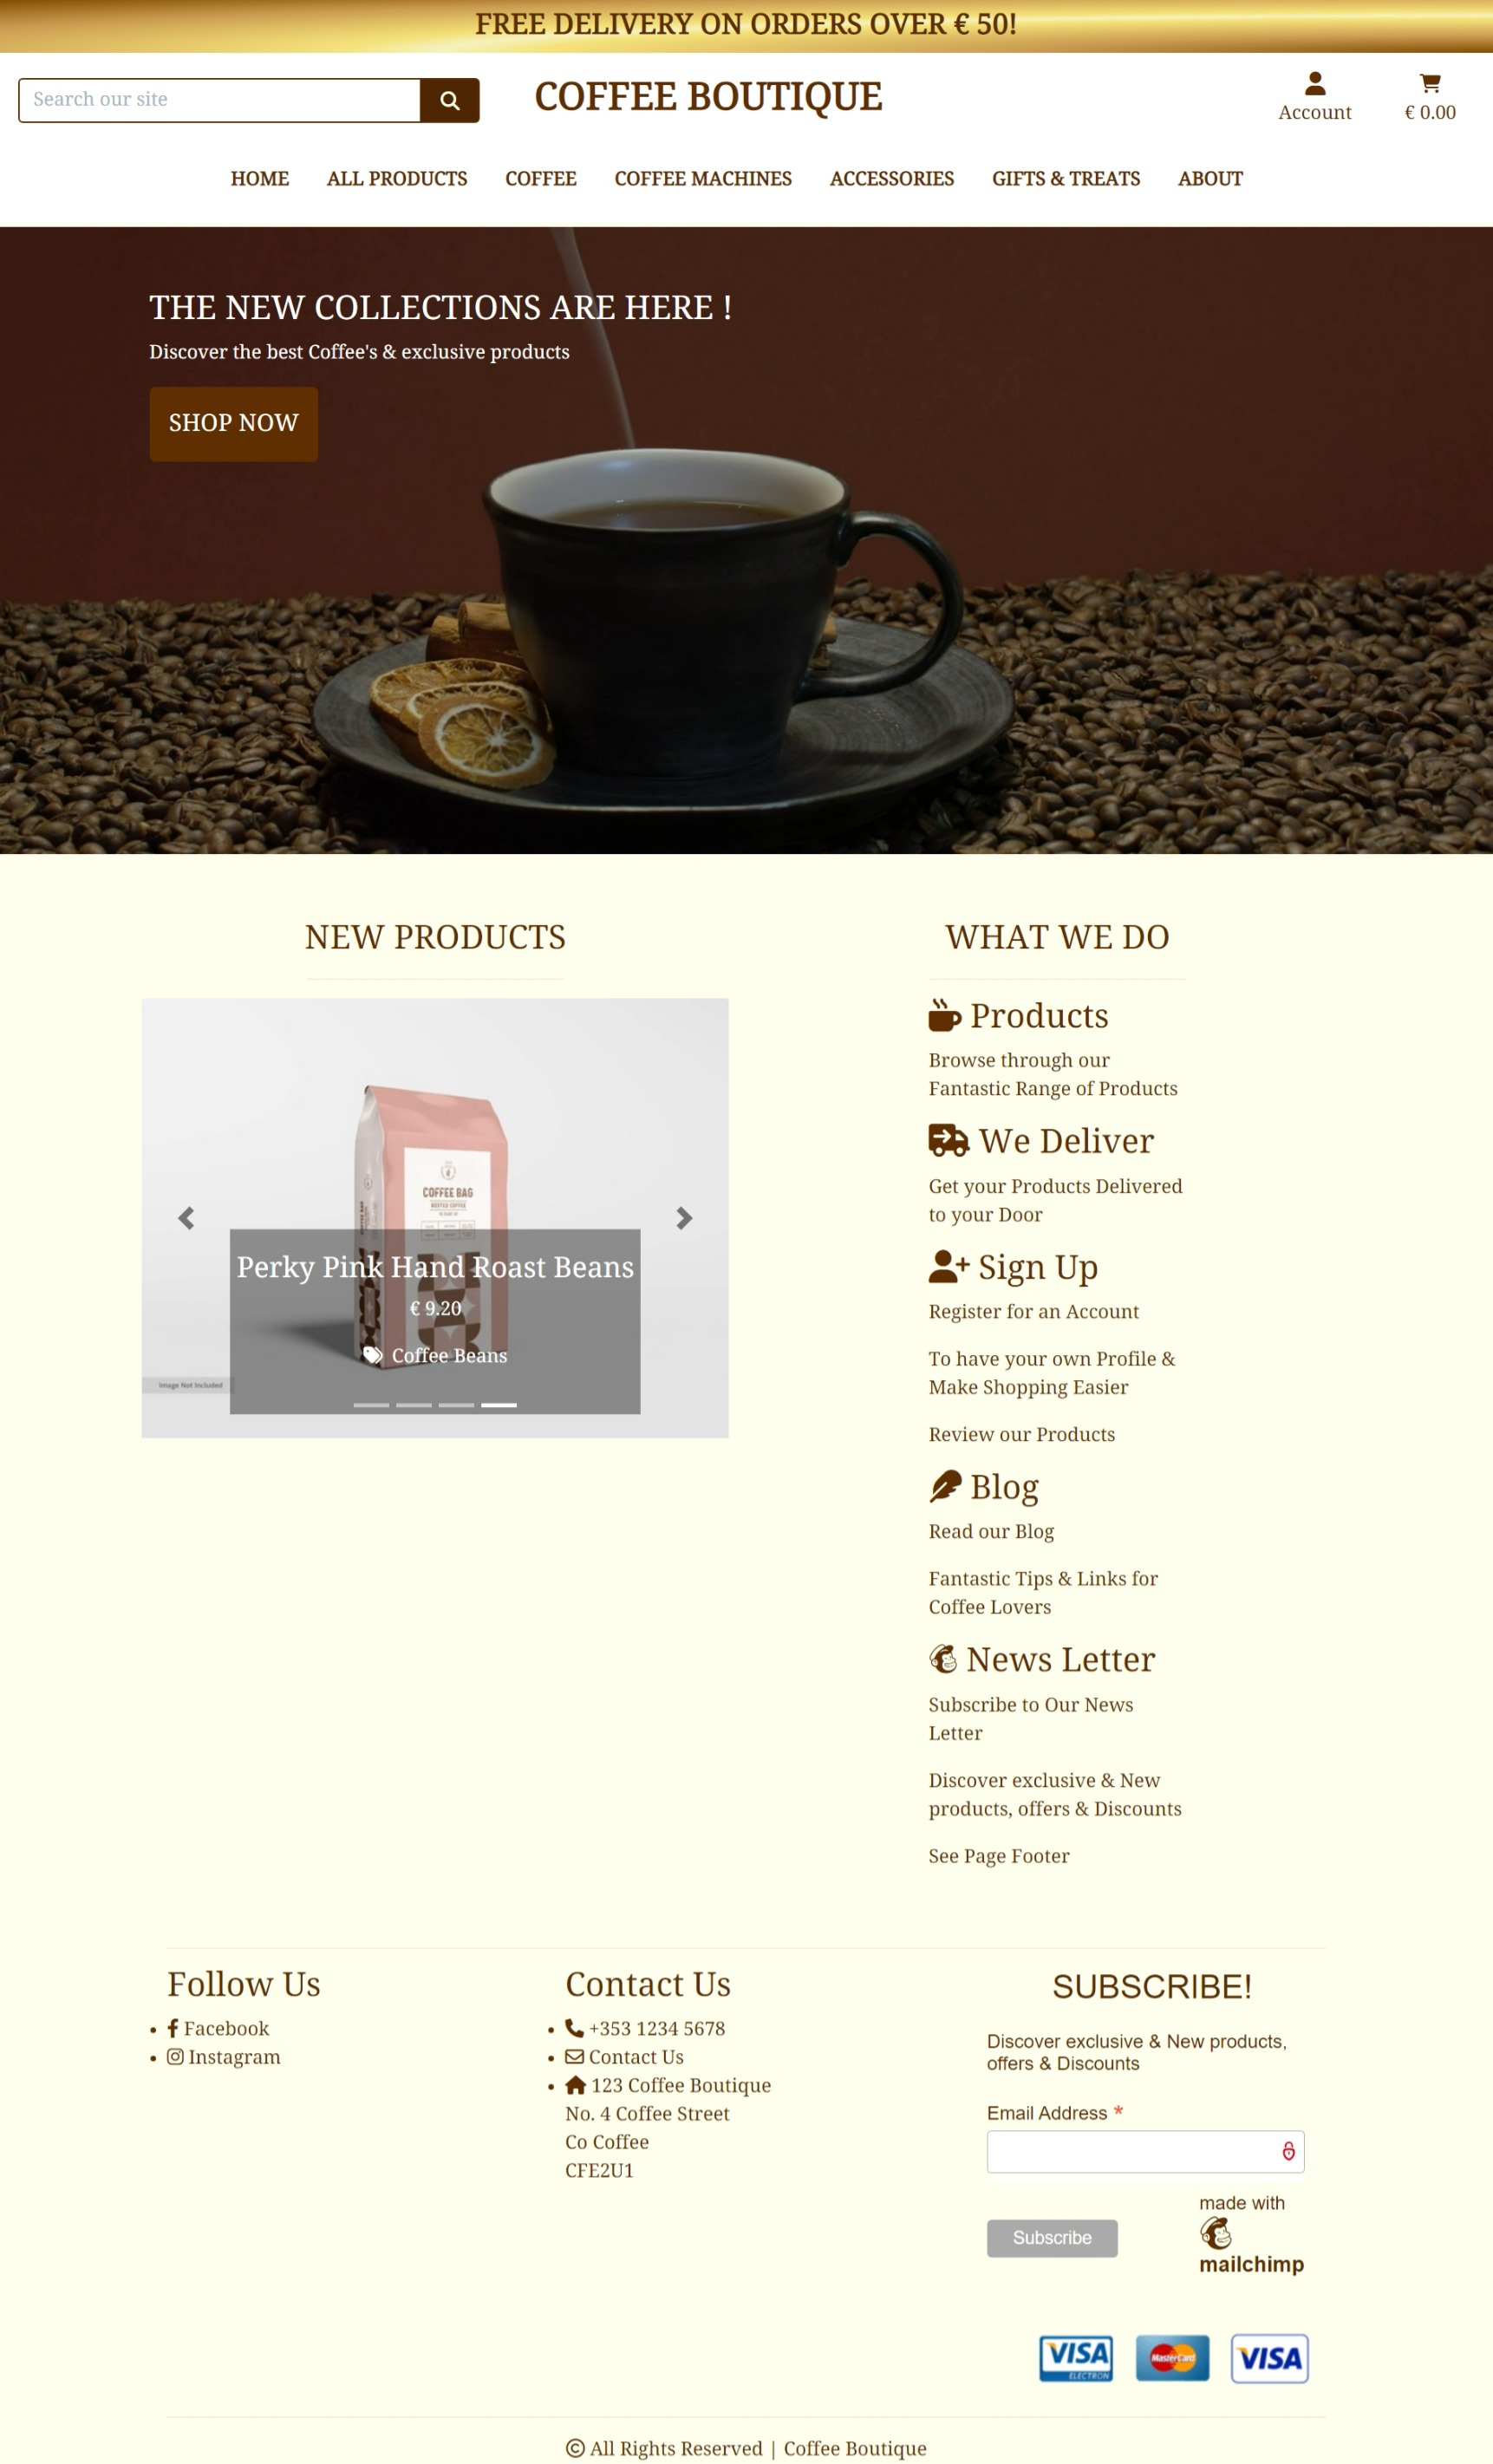 FREE DELIVERY ON ORDERS OVER € 50!
Search our site
COFFEE BOUTIQUE
Account
€ 0.00
HOME
ALL PRODUCTS
COFFEE
COFFEE MACHINES
ACCESSORIES
GIFTS & TREATS
ABOUT
THE NEW COLLECTIONS ARE HERE !
Discover the best Coffee's & exclusive products
SHOP NOW
NEW PRODUCTS
COFFEE BAG
ROSTED COFFEE
Perky Pink Hand Roast Beans
€ 9.20
Coffee Beans
Image Not Included
WHAT WE DO
Products
Browse through our
Fantastic Range of Products
We Deliver
Get your Products Delivered
to your Door
Sign Up
Register for an Account
To have your own Profile &
Make Shopping Easier
Review our Products
Blog
Read our Blog
Fantastic Tips & Links for
Coffee Lovers
News Letter
Subscribe to Our News
Letter
Discover exclusive & New
products, offers & Discounts
See Page Footer
Follow Us
Facebook
Instagram
Contact Us
+353 1234 5678
Contact Us
123 Coffee Boutique
No. 4 Coffee Street
Co Coffee
CFE2U1
SUBSCRIBE!
Discover exclusive & New products,
offers & Discounts
Email Address *
Subscribe
made with
mailchimp
VISA
ELECTRON
MasterCard
VISA
© All Rights Reserved | Coffee Boutique